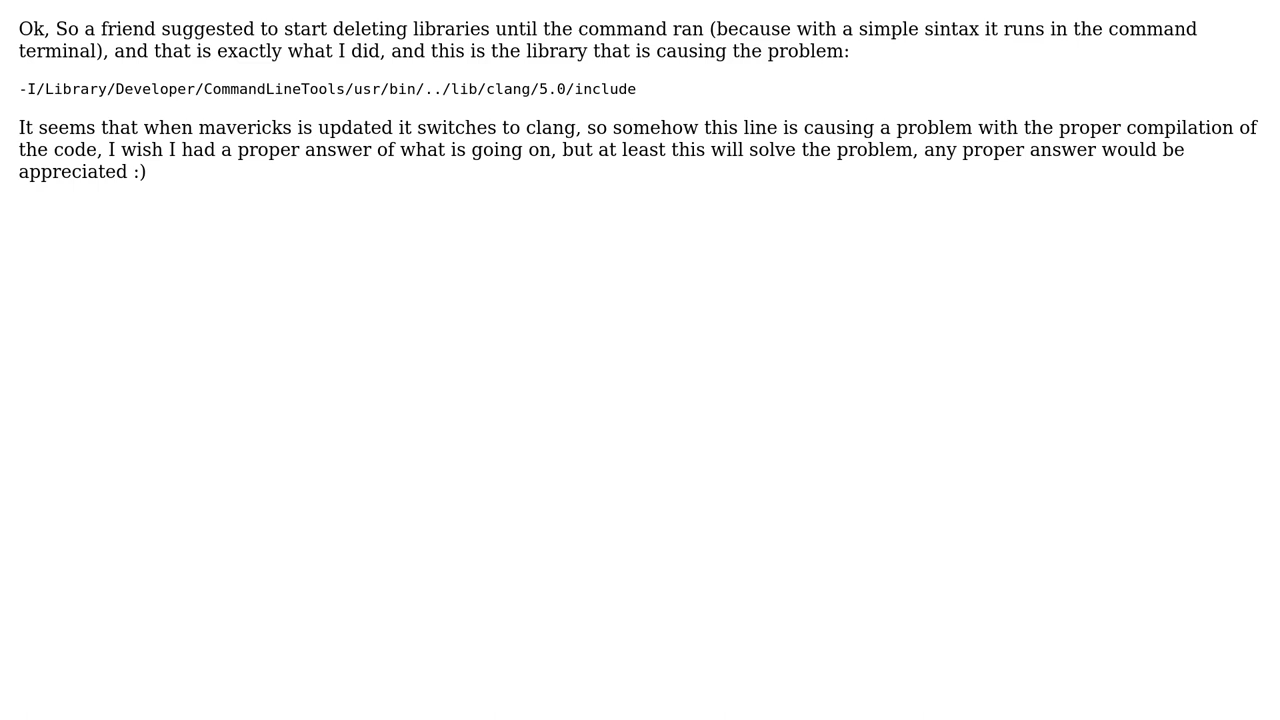 Ok, So a friend suggested to start deleting libraries until the command ran (because with a simple sintax it runs in the command
terminal), and that is exactly what I did, and this is the library that is causing the problem:
-I/Library/Developer/CommandLineTools/usr/bin/../lib/clang/5.0/include
It seems that when mavericks is updated it switches to clang, so somehow this line is causing a problem with the proper compilation of
the code, I wish I had a proper answer of what is going on, but at least this will solve the problem, any proper answer would be
appreciated :)